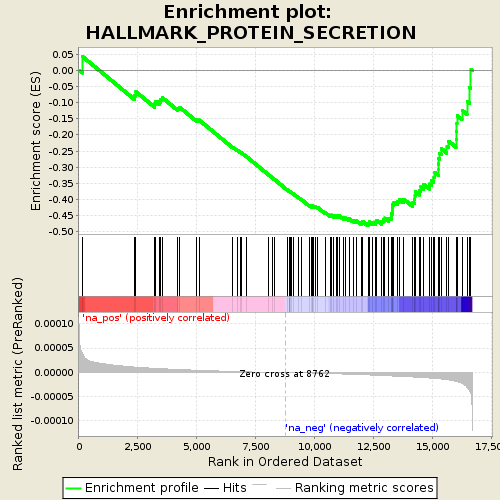 Enrichment plot:
HALLMARK_PROTEIN_SECRETION
Enrichment score (ES)
0.05
0.00
-0.05
-0.10
-0.15
-0.20
-0.25
-0.30
-0.35
-0.40
-0.45
-0.50
'na_pos' (positively correlated)
Ranked list metric (PreRanked)
0.00010
0.00005
0.00000
-0.00005
-0.00010
Zero cross at 8762
'na_neg' (negatively correlated)
0
2,500
5,000
7,500
10,000
12,500
15,000
17,500
Rank in Ordered Dataset
Enrichment profile
Hits
Ranking metric scores